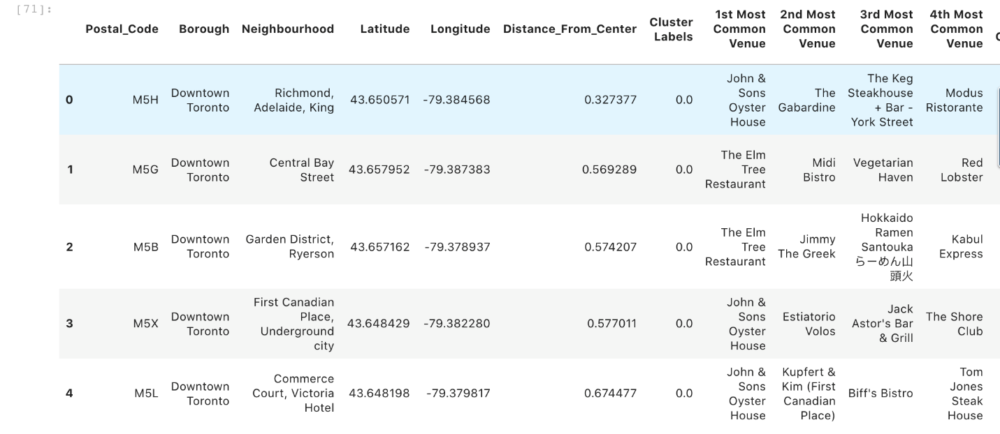 [71]:
Postal_Code Borough Neighbourhood Latitude Longitude Distance_From_Center Cluster Labels 1st Most Common Venue 2nd Most Common Venue 3rd Most Common Venue 4th Most Common Venue
0 M5H Downtown Toronto Richmond, Adelaide, King 43.650571 -79.384568 0.327377 0.0 John & Sons Oyster House The Gabardine The Keg Steakhouse + Bar - York Street Modus Ristorante
1 M5G Downtown Toronto Central Bay Street 43.657952 -79.387383 0.569289 0.0 The Elm Tree Restaurant Midi Bistro Vegetarian Haven Red Lobster
2 M5B Downtown Toronto Garden District, Ryerson 43.657162 -79.378937 0.574207 0.0 The Elm Tree Restaurant Jimmy The Greek Hokkaido Ramen Santouka らーめん山頭火 Kabul Express
3 M5X Downtown Toronto First Canadian Place, Underground city 43.648429 -79.382280 0.577011 0.0 John & Sons Oyster House Estiatorio Volos Jack Astor's Bar & Grill The Shore Club
4 M5L Downtown Toronto Commerce Court, Victoria Hotel 43.648198 -79.379817 0.674477 0.0 John & Sons Oyster House Kupfert & Kim (First Canadian Place) Biff's Bistro Tom Jones Steak House